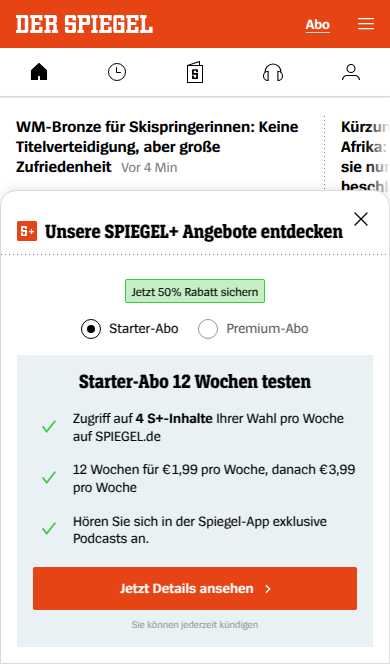 DER SPIEGEL
Abo
WM-Bronze für Skispringerinnen: Keine
Titelverteidigung, aber große
Zufriedenheit Vor 4 Min
Kürzun
Afrika:
sie nur
beschl
S+ Unsere SPIEGEL+ Angebote entdecken
Jetzt 50% Rabatt sichern
Starter-Abo
Premium-Abo
Starter-Abo 12 Wochen testen
Zugriff auf 4 S+-Inhalte Ihrer Wahl pro Woche
auf SPIEGEL.de
12 Wochen für €1,99 pro Woche, danach €3,99
pro Woche
Hören Sie sich in der Spiegel-App exklusive
Podcasts an.
Jetzt Details ansehen
Sie können jederzeit kündigen